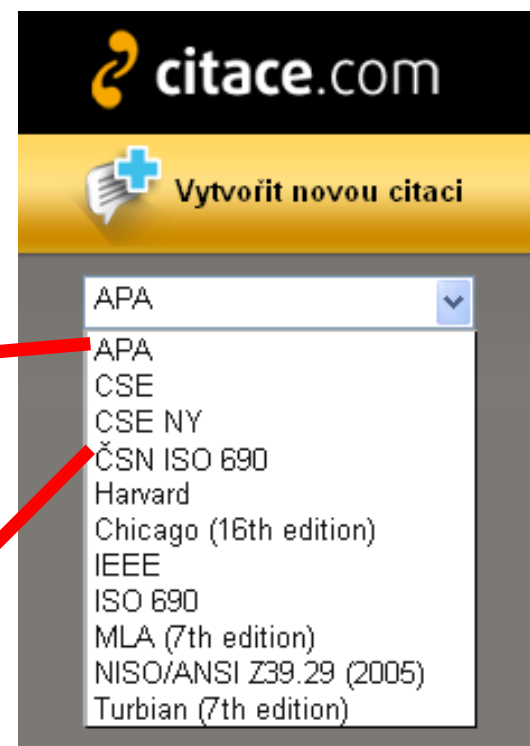 citace.com
Vytvořit novou citaci
APA
APA
CSE
CSE NY
ČSN ISO 690
Harvard
Chicago (16th edition)
IEEE
ISO 690
MLA (7th edition)
NISO/ANSI Z39.29 (2005)
Turbian (7th edition)